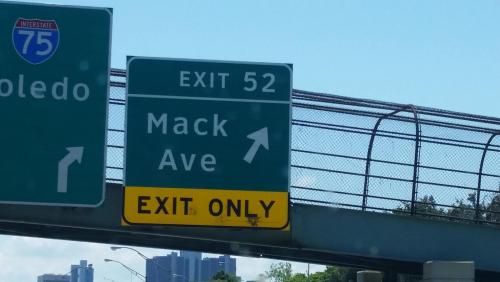 INTERSTATE
75
oledo
EXIT 52
Mack
Ave
EXIT ONLY